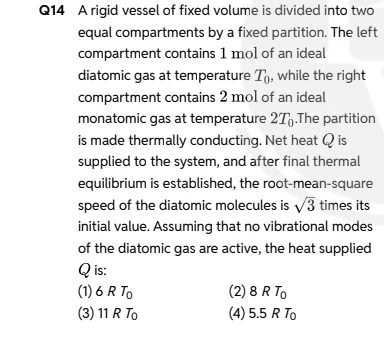 Q14 A rigid vessel of fixed volume is divided into two
equal compartments by a fixed partition. The left
compartment contains 1 mol of an ideal
diatomic gas at temperature T₀, while the right
compartment contains 2 mol of an ideal
monatomic gas at temperature 2T₀.The partition
is made thermally conducting. Net heat Q is
supplied to the system, and after final thermal
equilibrium is established, the root-mean-square
speed of the diatomic molecules is √3 times its
initial value. Assuming that no vibrational modes
of the diatomic gas are active, the heat supplied
Q is:
(1) 6 R T₀ (2) 8 R T₀
(3) 11 R T₀ (4) 5.5 R T₀